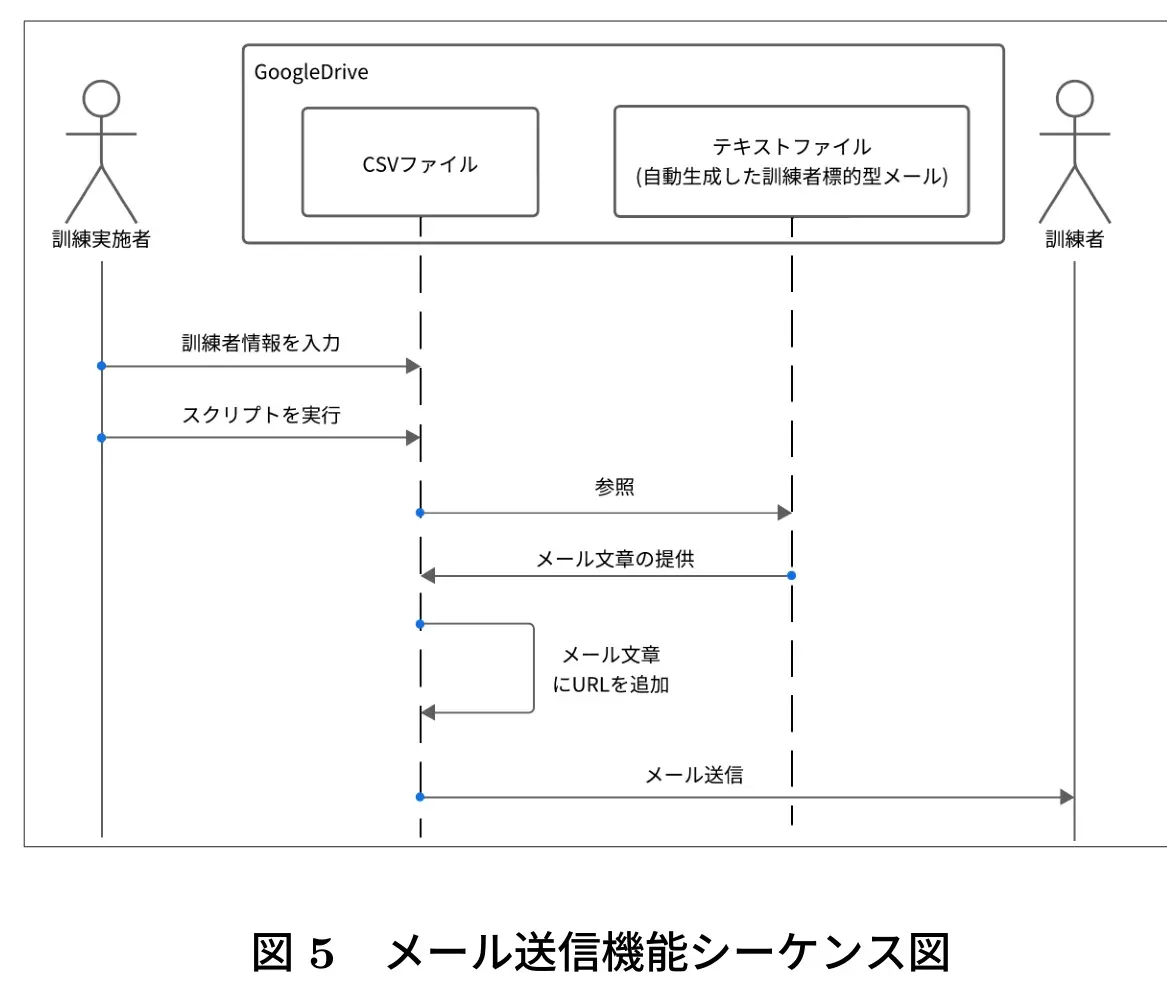 GoogleDrive
CSVファイル
テキストファイル
(自動生成した訓練者標的型メール)
訓練実施者
訓練者
訓練者情報を入力
スクリプトを実行
参照
メール文章の提供
メール文章
にURLを追加
メール送信
図 5　メール送信機能シーケンス図